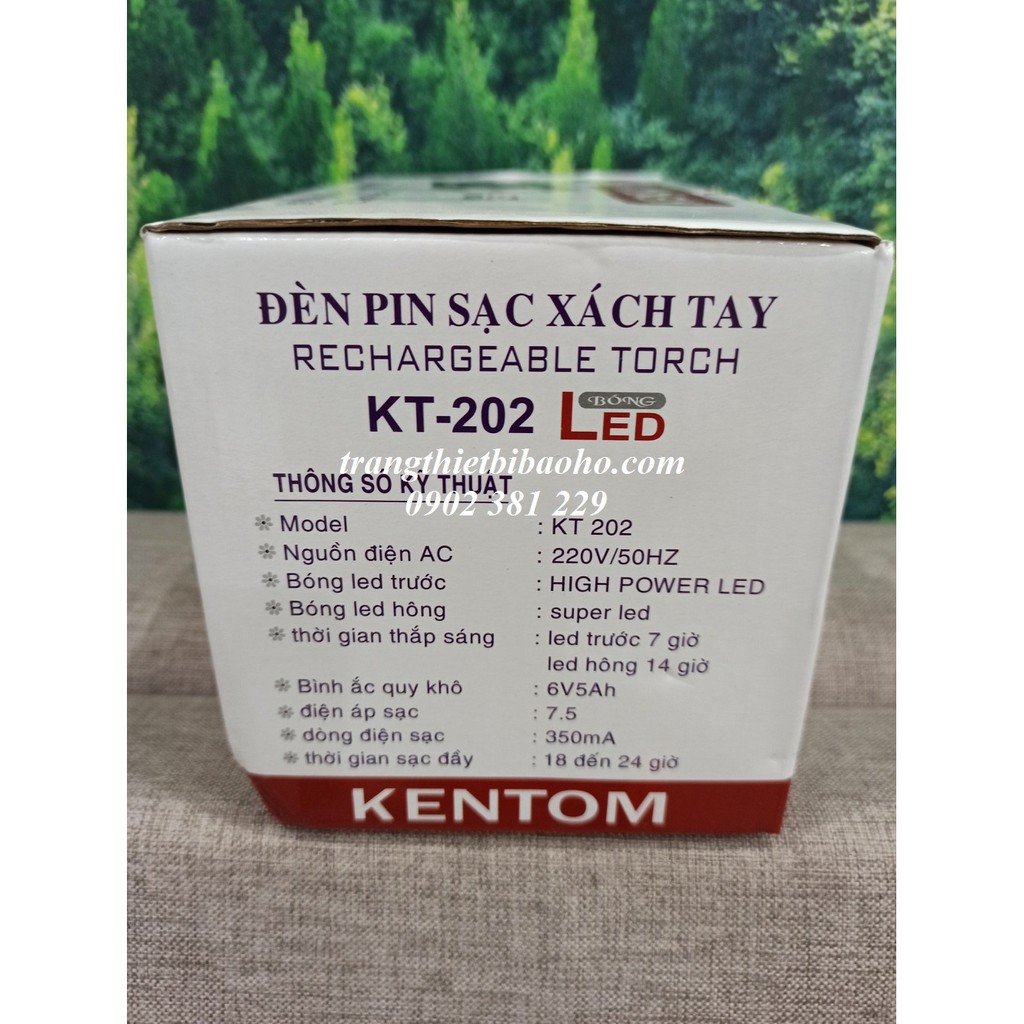 ĐÈN PIN SẠC XÁCH TAY
RECHARGEABLE TORCH
KT-202 BÓNG LED
trangthietbibaoho.com
THÔNG SỐ KỸ THUẬT
0902 381 229
Model : KT 202
Nguồn điện AC : 220V/50HZ
Bóng led trước : HIGH POWER LED
Bóng led hông : super led
thời gian thắp sáng : led trước 7 giờ
led hông 14 giờ
Bình ắc quy khô : 6V5Ah
điện áp sạc : 7.5
dòng điện sạc : 350mA
thời gian sạc đầy : 18 đến 24 giờ
KENTOM